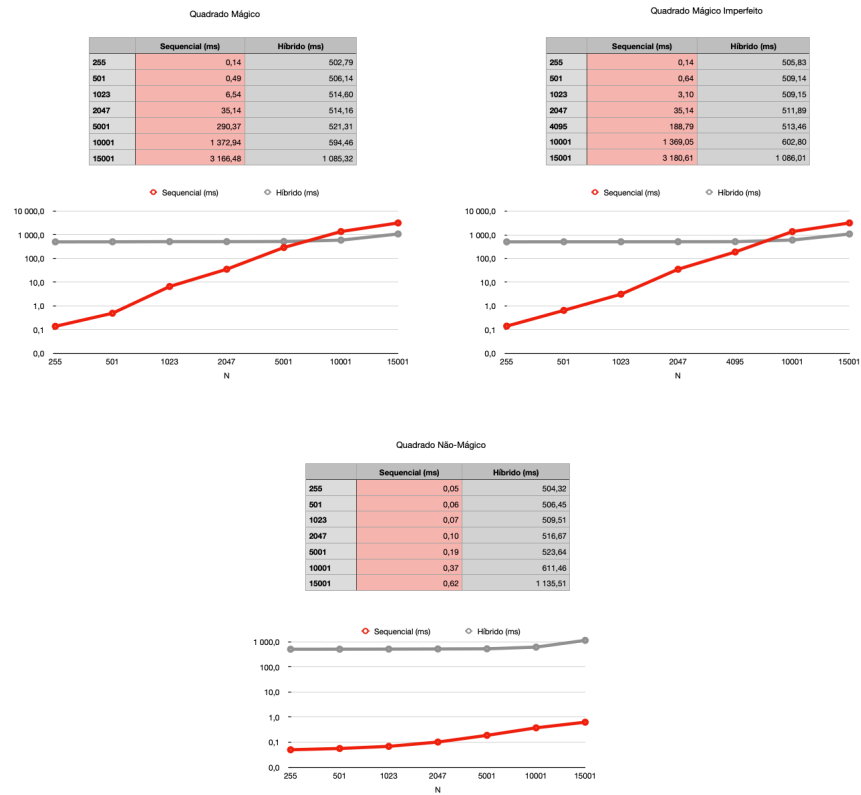 Quadrado Mágico
Sequencial (ms) Híbrido (ms)
255 0,14 502,79
501 0,49 506,14
1023 6,54 514,60
2047 35,14 514,16
5001 290,37 521,31
10001 1 372,94 594,46
15001 3 166,48 1 085,32
Sequencial (ms) Híbrido (ms)
10 000,0
1 000,0
100,0
10,0
1,0
0,1
0,0
255 501 1023 2047 5001 10001 15001
N
Quadrado Mágico Imperfeito
Sequencial (ms) Híbrido (ms)
255 0,14 505,83
501 0,64 509,14
1023 3,10 509,15
2047 35,14 511,89
4095 188,79 513,46
10001 1 369,05 602,80
15001 3 180,61 1 086,01
Sequencial (ms) Híbrido (ms)
10 000,0
1 000,0
100,0
10,0
1,0
0,1
0,0
255 501 1023 2047 4095 10001 15001
N
Quadrado Não-Mágico
Sequencial (ms) Híbrido (ms)
255 0,05 504,32
501 0,06 506,45
1023 0,07 509,51
2047 0,10 516,67
5001 0,19 523,64
10001 0,37 611,46
15001 0,62 1 135,51
Sequencial (ms) Híbrido (ms)
1 000,0
100,0
10,0
1,0
0,1
0,0
255 501 1023 2047 5001 10001 15001
N